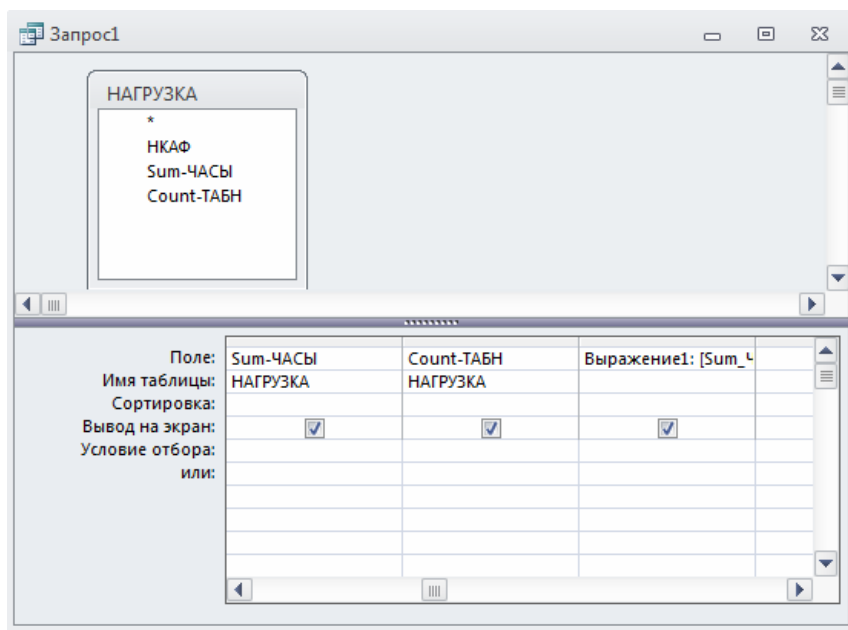 Запрос1
НАГРУЗКА
*
НКАФ
Sum-ЧАСЫ
Count-ТАБН
Поле: Sum-ЧАСЫ Count-ТАБН Выражение1: [Sum_Ч
Имя таблицы: НАГРУЗКА НАГРУЗКА
Сортировка:
Вывод на экран:
Условие отбора:
или: